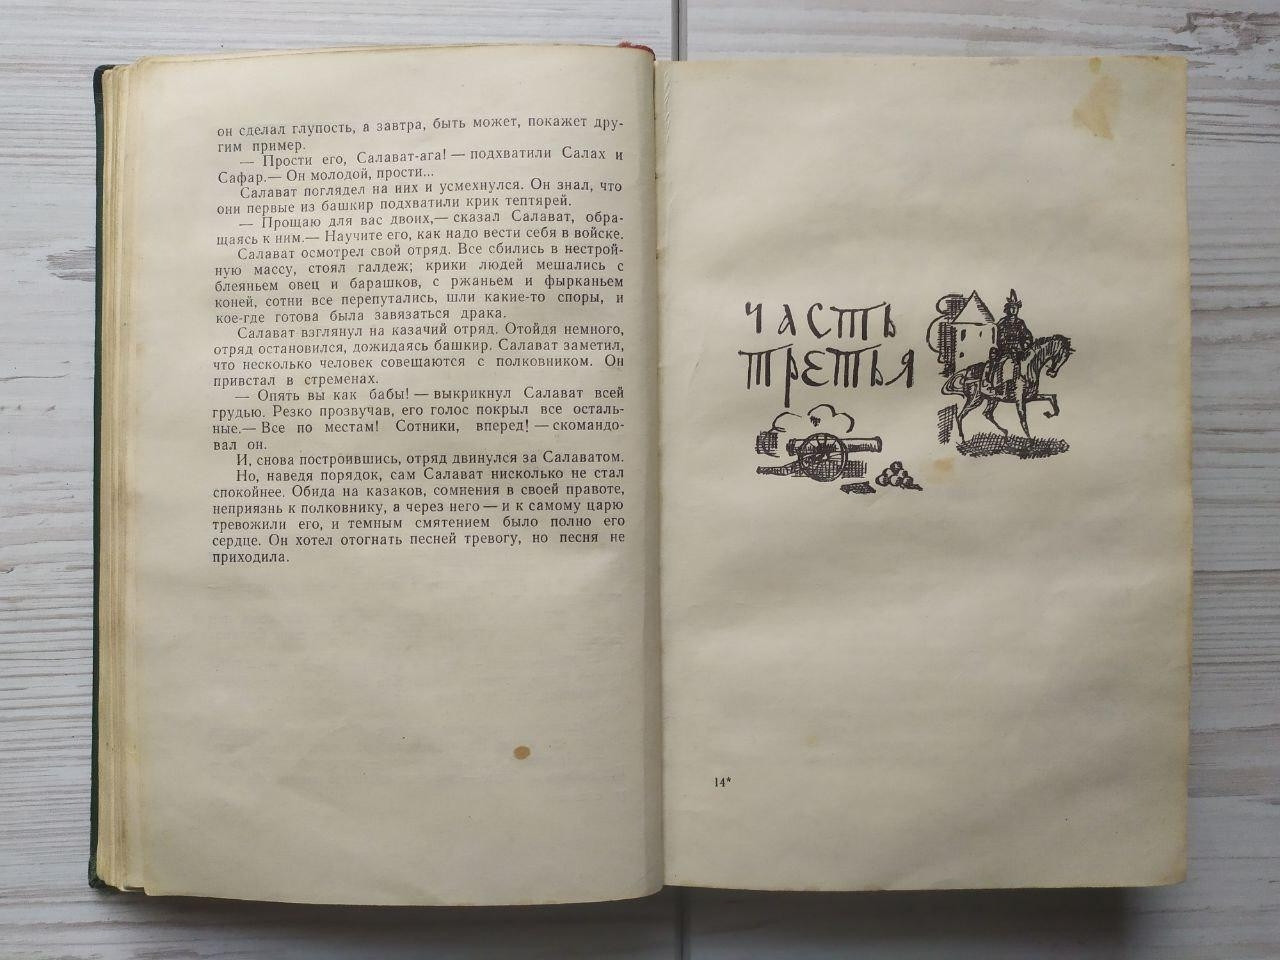 он сделал глупость, а завтра, быть может, покажет дру-
гим пример.
— Прости его, Салават-ага! — подхватили Салах и
Сафар.— Он молодой, прости...
Салават поглядел на них и усмехнулся. Он знал, что
они первые из башкир подхватили крик тептярей.
— Прощаю для вас двоих,— сказал Салават, обра-
щаясь к ним.— Научите его, как надо вести себя в войске.
Салават осмотрел свой отряд. Все сбились в нестрой-
ную массу, стоял галдеж; крики людей мешались с
блеяньем овец и барашков, с ржаньем и фырканьем
коней, сотни все перепутались, шли какие-то споры, и
кое-где готова была завязаться драка.
Салават взглянул на казачий отряд. Отойдя немного,
отряд остановился, дожидаясь башкир. Салават заметил,
что несколько человек совещаются с полковником. Он
привстал в стременах.
— Опять вы как бабы! — выкрикнул Салават всей
грудью. Резко прозвучав, его голос покрыл все осталь-
ные.— Все по местам! Сотники, вперед! — скомандо-
вал он.
И, снова построившись, отряд двинулся за Салаватом.
Но, наведя порядок, сам Салават нисколько не стал
спокойнее. Обида на казаков, сомнения в своей правоте,
неприязнь к полковнику, а через него — и к самому царю
тревожили его, и темным смятением было полно его
сердце. Он хотел отогнать песней тревогу, но песня не
приходила.
ЧАСТЬ
ТРЕТЬЯ
14*